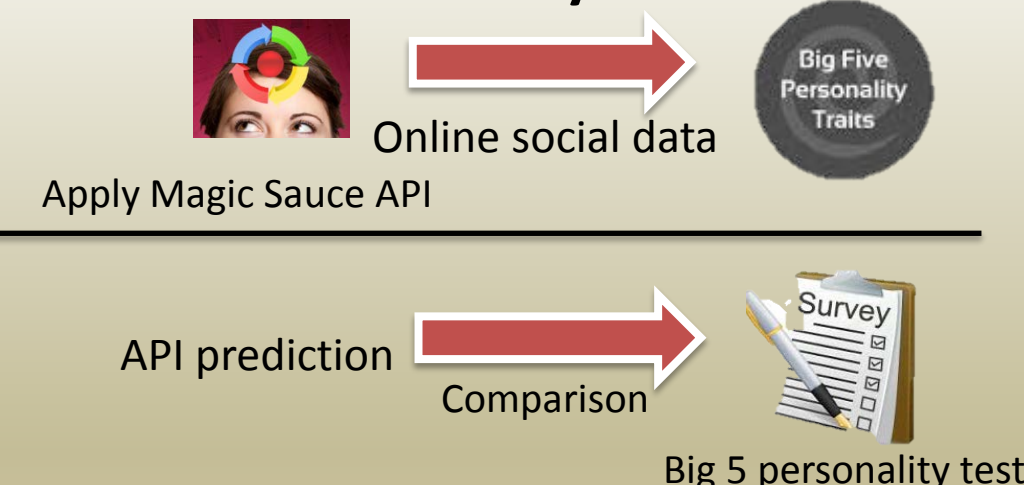 Big Five
Personality
Traits
Online social data
Apply Magic Sauce API
Survey
API prediction
Comparison
Big 5 personality test